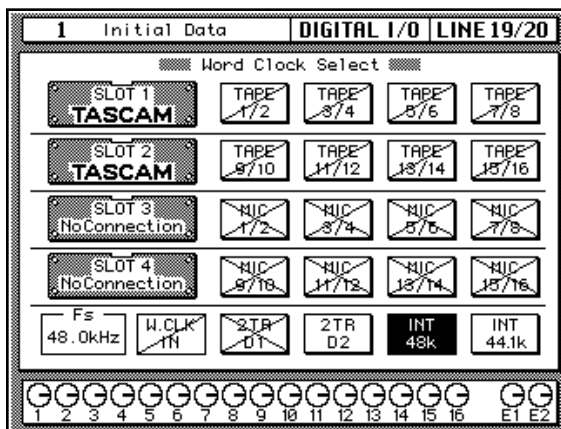 1 Initial Data DIGITAL I/O LINE 19/20
Word Clock Select
SLOT 1 TASCAM TAPE 1/2 TAPE 3/4 TAPE 5/6 TAPE 7/8
SLOT 2 TASCAM TAPE 9/10 TAPE 11/12 TAPE 13/14 TAPE 15/16
SLOT 3 NoConnection MIC 1/2 MIC 3/4 MIC 5/6 MIC 7/8
SLOT 4 NoConnection MIC 9/10 MIC 11/12 MIC 13/14 MIC 15/16
Fs 48.0kHz W.CLK IN 2TR D1 2TR D2 INT 48k INT 44.1k
1 2 3 4 5 6 7 8 9 10 11 12 13 14 15 16 E1 E2